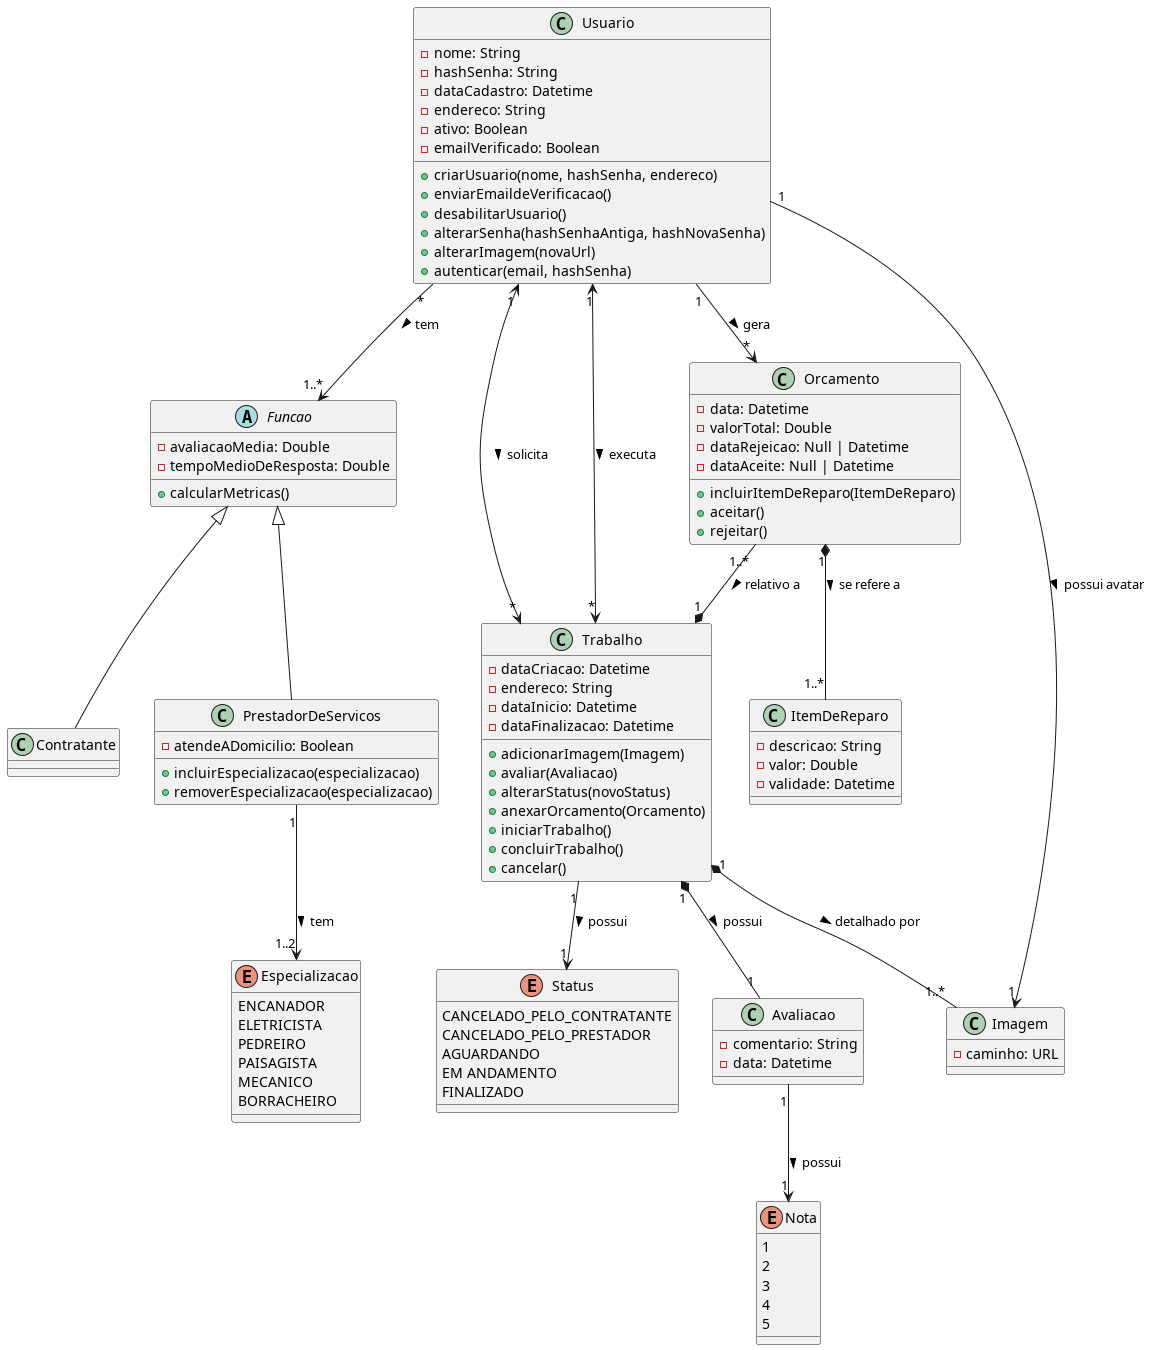 C Usuario
nome: String
hashSenha: String
dataCadastro: Datetime
endereco: String
ativo: Boolean
emailVerificado: Boolean
criarUsuario(nome, hashSenha, endereco)
enviarEmaildeVerificacao()
desabilitarUsuario()
alterarSenha(hashSenhaAntiga, hashNovaSenha)
alterarImagem(novaUrl)
autenticar(email, hashSenha)
1
* 1 1 1
tem
gera
1..*
*
A Funcao
avaliacaoMedia: Double
tempoMedioDeResposta: Double
calcularMetricas()
C Orcamento
data: Datetime
valorTotal: Double
dataRejeicao: Null | Datetime
dataAceite: Null | Datetime
incluirItemDeReparo(ItemDeReparo)
aceitar()
rejeitar()
solicita
executa
1..* 1
relativo a
se refere a
possui avatar
* * 1
1..*
C Trabalho
dataCriacao: Datetime
endereco: String
dataInicio: Datetime
dataFinalizacao: Datetime
adicionarImagem(Imagem)
avaliar(Avaliacao)
alterarStatus(novoStatus)
anexarOrcamento(Orcamento)
iniciarTrabalho()
concluirTrabalho()
cancelar()
C ItemDeReparo
descricao: String
valor: Double
validade: Datetime
C Contratante
C PrestadorDeServicos
atendeADomicilio: Boolean
incluirEspecializacao(especializacao)
removerEspecializacao(especializacao)
1
1 1 1
tem
possui
possui
detalhado por
1..2
1
1
1..*
1
E Especializacao
ENCANADOR
ELETRICISTA
PEDREIRO
PAISAGISTA
MECANICO
BORRACHEIRO
E Status
CANCELADO_PELO_CONTRATANTE
CANCELADO_PELO_PRESTADOR
AGUARDANDO
EM ANDAMENTO
FINALIZADO
C Avaliacao
comentario: String
data: Datetime
C Imagem
caminho: URL
1
possui
1
E Nota
1
2
3
4
5